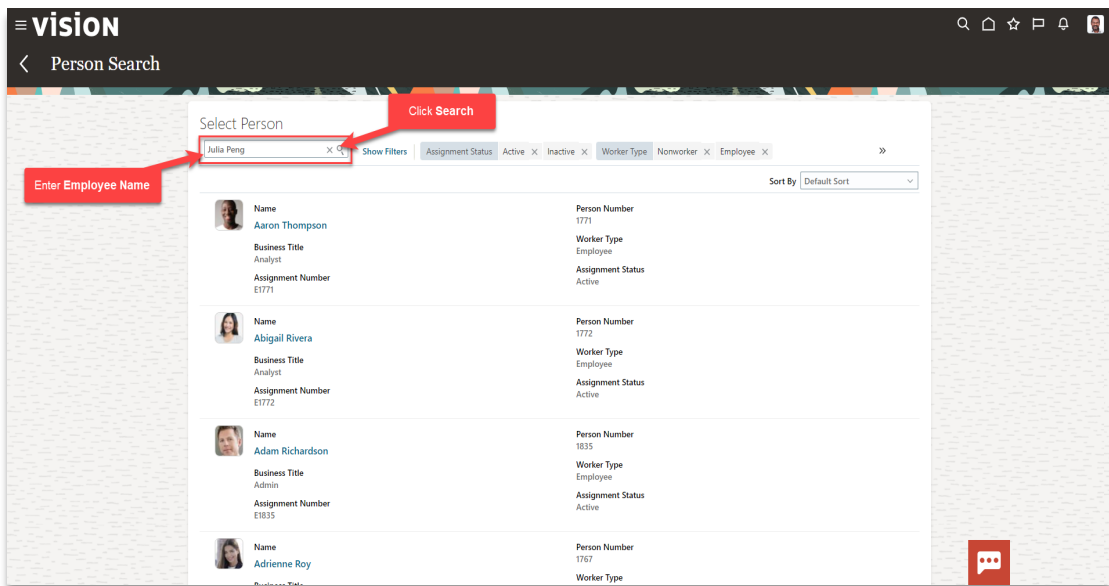 vision
Person Search
Click Search
Select Person
Julia Peng
Show Filters
Assignment Status Active Inactive
Worker Type Nonworker Employee
Enter Employee Name
Sort By Default Sort
Name
Aaron Thompson
Business Title
Analyst
Assignment Number
E1771
Person Number
1771
Worker Type
Employee
Assignment Status
Active
Name
Abigail Rivera
Business Title
Analyst
Assignment Number
E1772
Person Number
1772
Worker Type
Employee
Assignment Status
Active
Name
Adam Richardson
Business Title
Admin
Assignment Number
E1835
Person Number
1835
Worker Type
Employee
Assignment Status
Active
Name
Adrienne Roy
Business Title
Person Number
1767
Worker Type